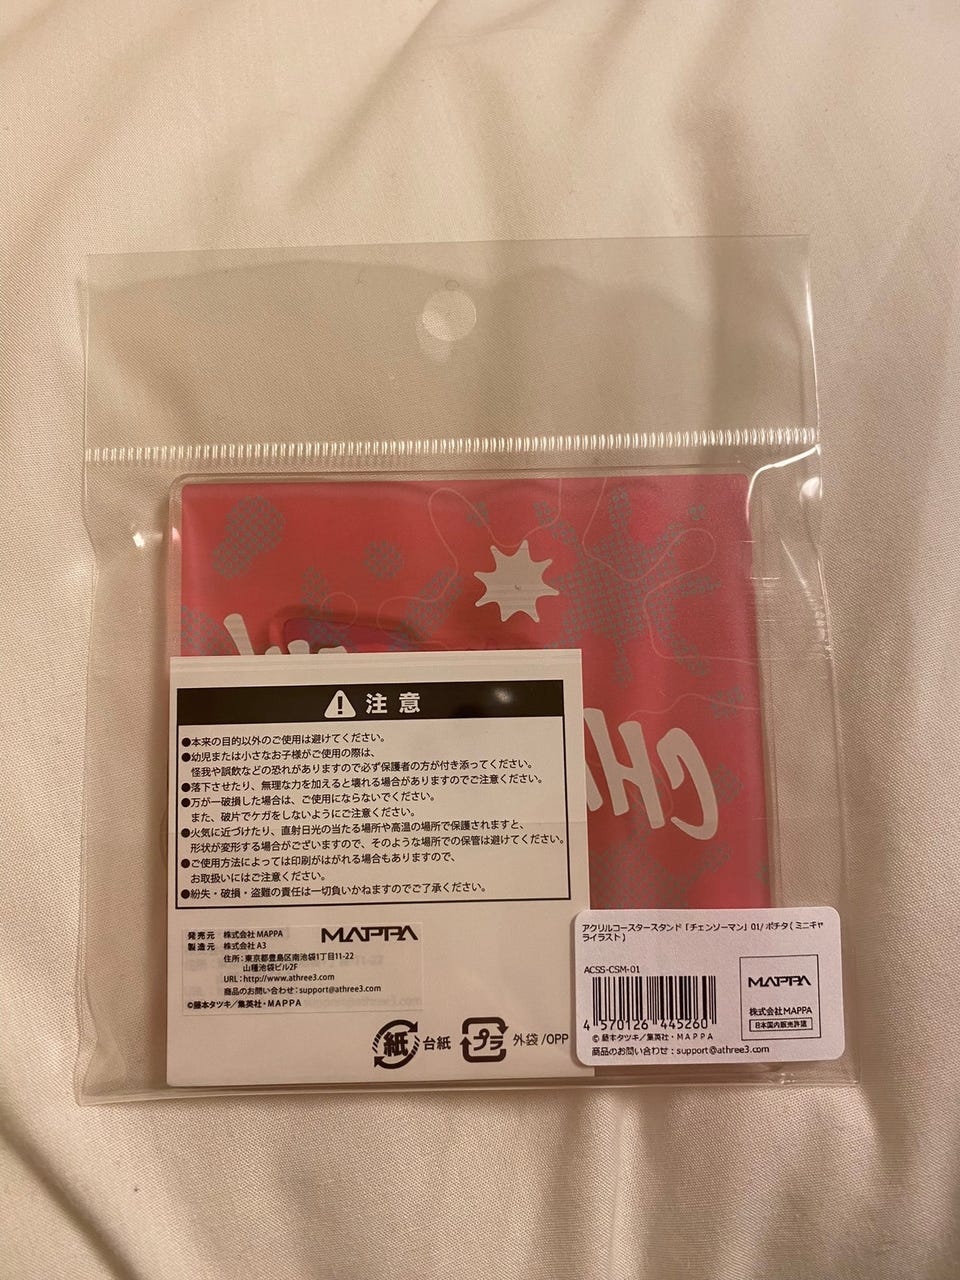 CH
注意
●本来の目的以外のご使用は避けてください。
●幼児または小さなお子様がご使用の際は、
怪我や誤飲などの恐れがありますので必ず保護者の方が付き添ってください。
●落下させたり、無理な力を加えると壊れる場合がありますのでご注意ください。
●万が一破損した場合は、ご使用にならないでください。
また、破片でケガをしないようにご注意ください。
●火気に近づけたり、直射日光の当たる場所や高温の場所で保護されますと、
形状が変形する場合がございますので、そのような場所での保管は避けてください。
●ご使用方法によっては印刷がはがれる場合もありますので、
お取扱いにはご注意ください。
●紛失・破損・盗難の責任は一切負いかねますのでご了承ください。
発売元 株式会社MAPPA
MAPPA
製造元 株式会社A3
住所:東京都豊島区南池袋1丁目11-22
山種池袋ビル2F
URL:http://www.athree3.com
商品のお問い合わせ:support@athree3.com
©藤本タツキ/集英社・MAPPA
紙 台紙 プラ 外袋/OPP
アクリルコースタースタンド「チェンソーマン」01/ポチタ(ミニキャ
ライラスト)
ACSS-CSM-01
4 570126 445260
MAPPA
株式会社MAPPA
日本国内販売許諾
©藤本タツキ/集英社・MAPPA
商品のお問い合わせ:support@athree3.com